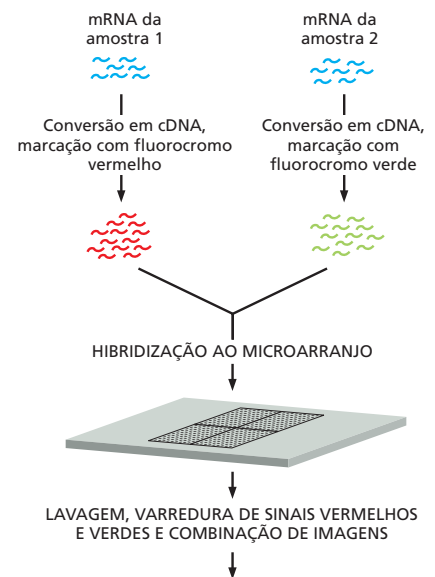 mRNA da
amostra 1
mRNA da
amostra 2
Conversão em cDNA,
marcação com fluorocromo
vermelho
Conversão em cDNA,
marcação com
fluorocromo verde
HIBRIDIZAÇÃO AO MICROARRANJO
LAVAGEM, VARREDURA DE SINAIS VERMELHOS
E VERDES E COMBINAÇÃO DE IMAGENS